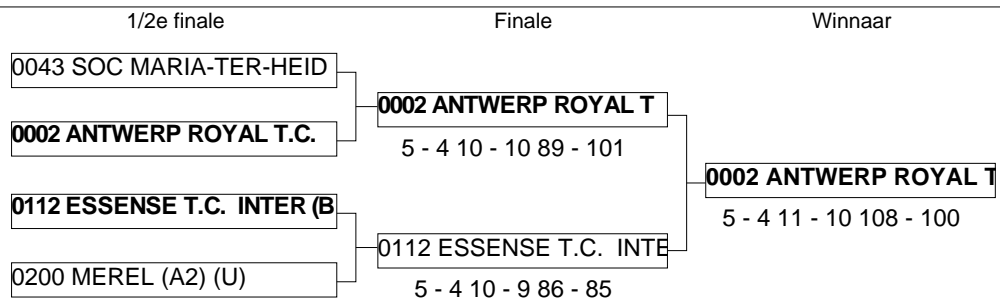 1/2e finale
Finale
Winnaar
0043 SOC MARIA-TER-HEID
0002 ANTWERP ROYAL T.C.
0112 ESSENSE T.C. INTER (B
0200 MEREL (A2) (U)
0002 ANTWERP ROYAL T
5 - 4 10 - 10 89 - 101
0112 ESSENSE T.C. INTE
5 - 4 10 - 9 86 - 85
0002 ANTWERP ROYAL T
5 - 4 11 - 10 108 - 100